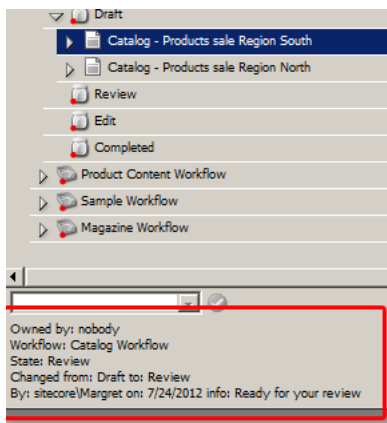 Draft
Catalog - Products sale Region South
Catalog - Products sale Region North
Review
Edit
Completed
Product Content Workflow
Sample Workflow
Magazine Workflow
Owned by: nobody
Workflow: Catalog Workflow
State: Review
Changed from: Draft to: Review
By: sitecore\Margret on: 7/24/2012 info: Ready for your review